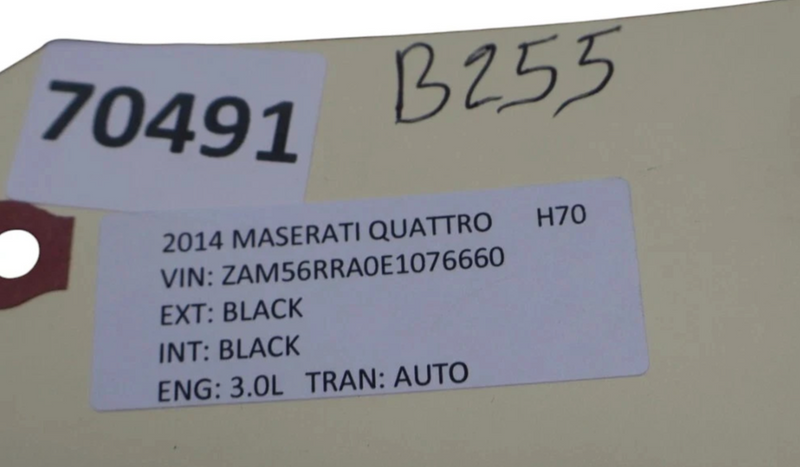 70491
B255
2014 MASERATI QUATTRO H70
VIN: ZAM56RRA0E1076660
EXT: BLACK
INT: BLACK
ENG: 3.0L TRAN: AUTO